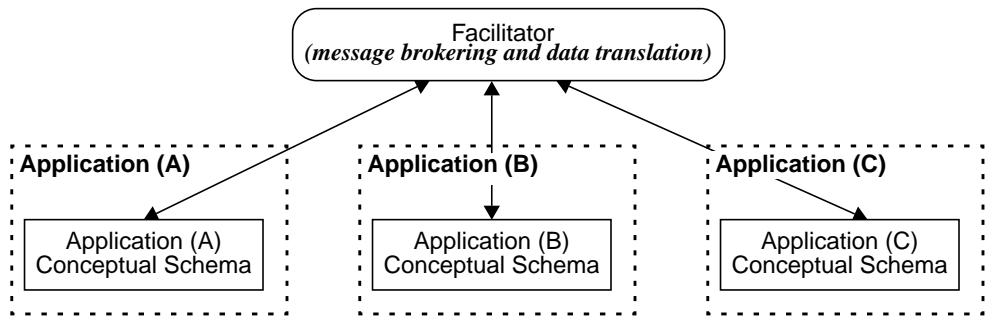 Facilitator
(message brokering and data translation)
Application (A)
Application (A)
Conceptual Schema
Application (B)
Application (B)
Conceptual Schema
Application (C)
Application (C)
Conceptual Schema